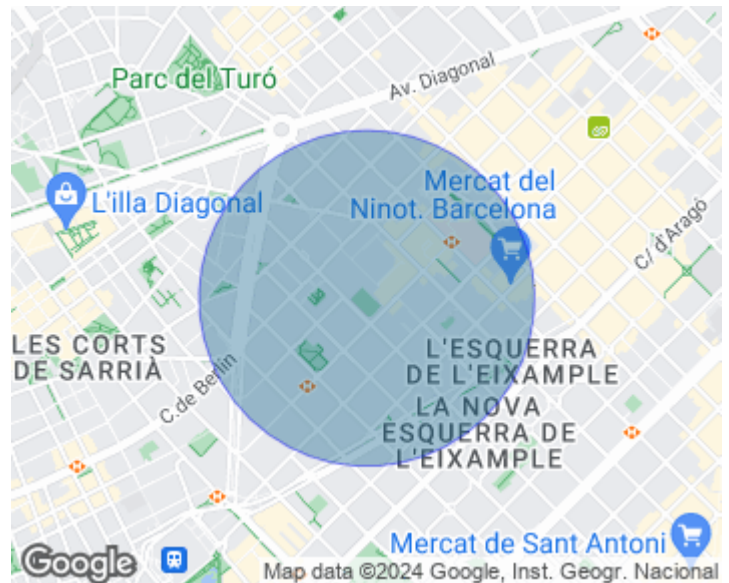 Parc del Turó
Av. Diagonal
L'illa Diagonal
Mercat del
Ninot. Barcelona
C/ d'Aragó
LES CORTS
DE SARRIÀ
C.de Berlín
L'ESQUERRA
DE L'EIXAMPLE
LA NOVA
ESQUERRA DE
L'EIXAMPLE
Mercat de Sant Antoni
Google
Map data ©2024 Google, Inst. Geogr. Nacional